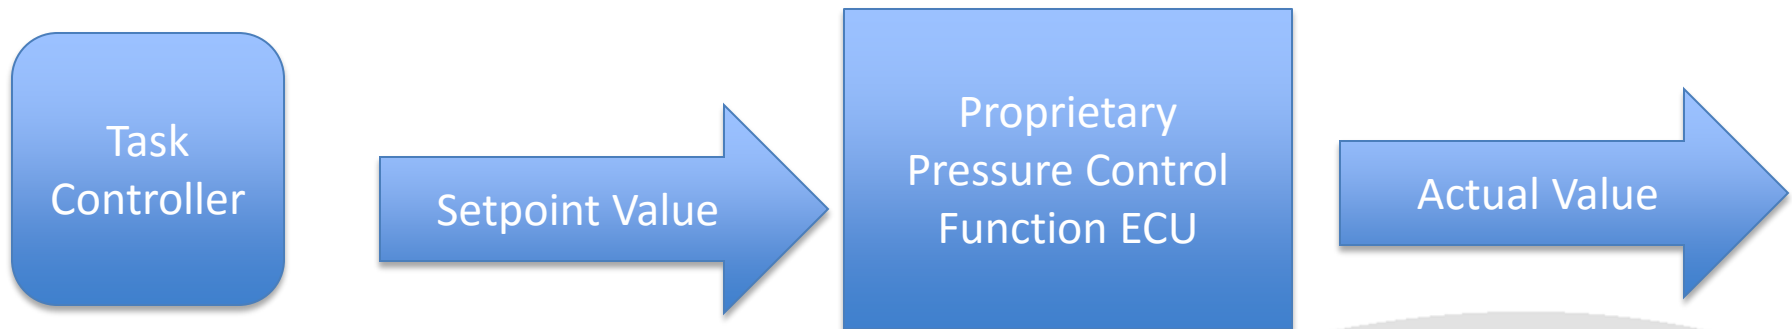 Task
Controller
Setpoint Value
Proprietary
Pressure Control
Function ECU
Actual Value